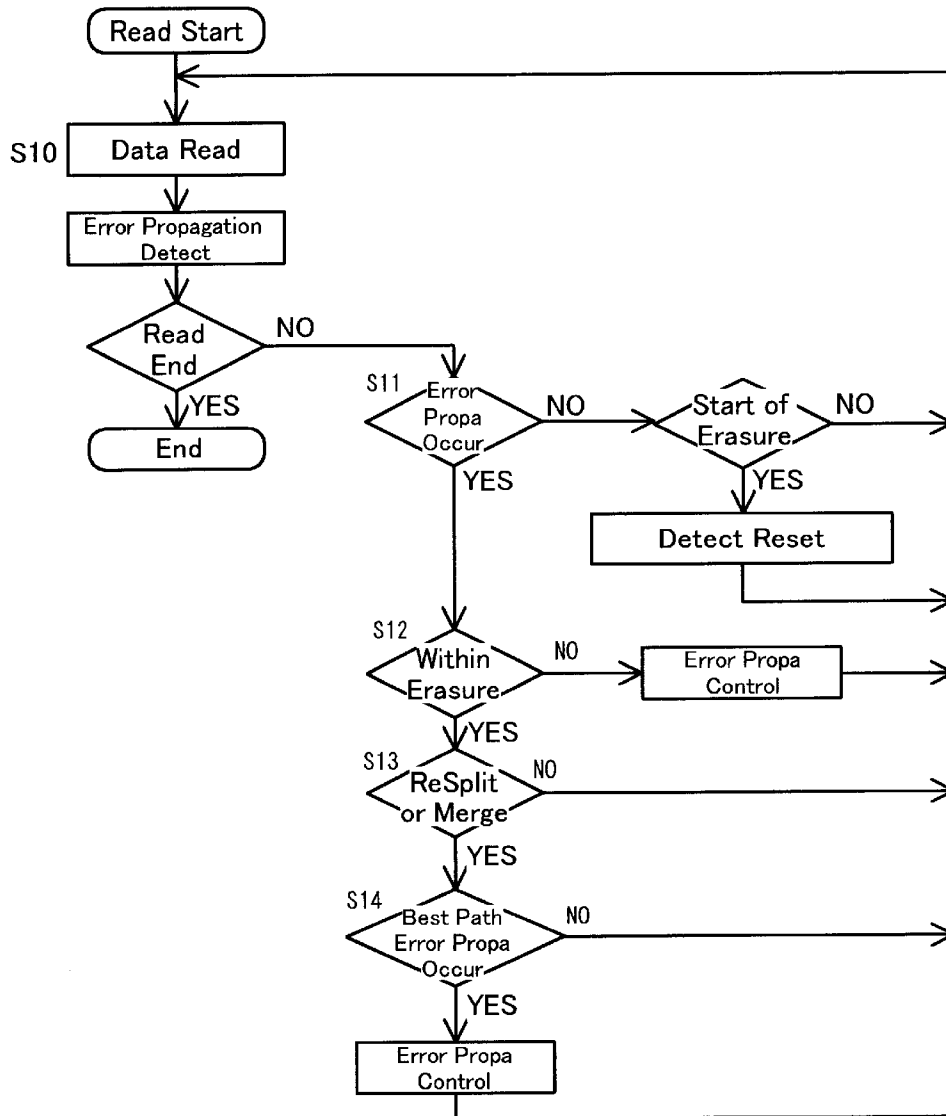 Read Start
S10
Data Read
Error Propagation
Detect
Read
End
NO
YES
End
S11
Error
Propa
Occur
NO
YES
Start of
Erasure
NO
YES
Detect Reset
S12
Within
Erasure
NO
YES
Error Propa
Control
S13
ReSplit
or Merge
NO
YES
S14
Best Path
Error Propa
Occur
NO
YES
Error Propa
Control